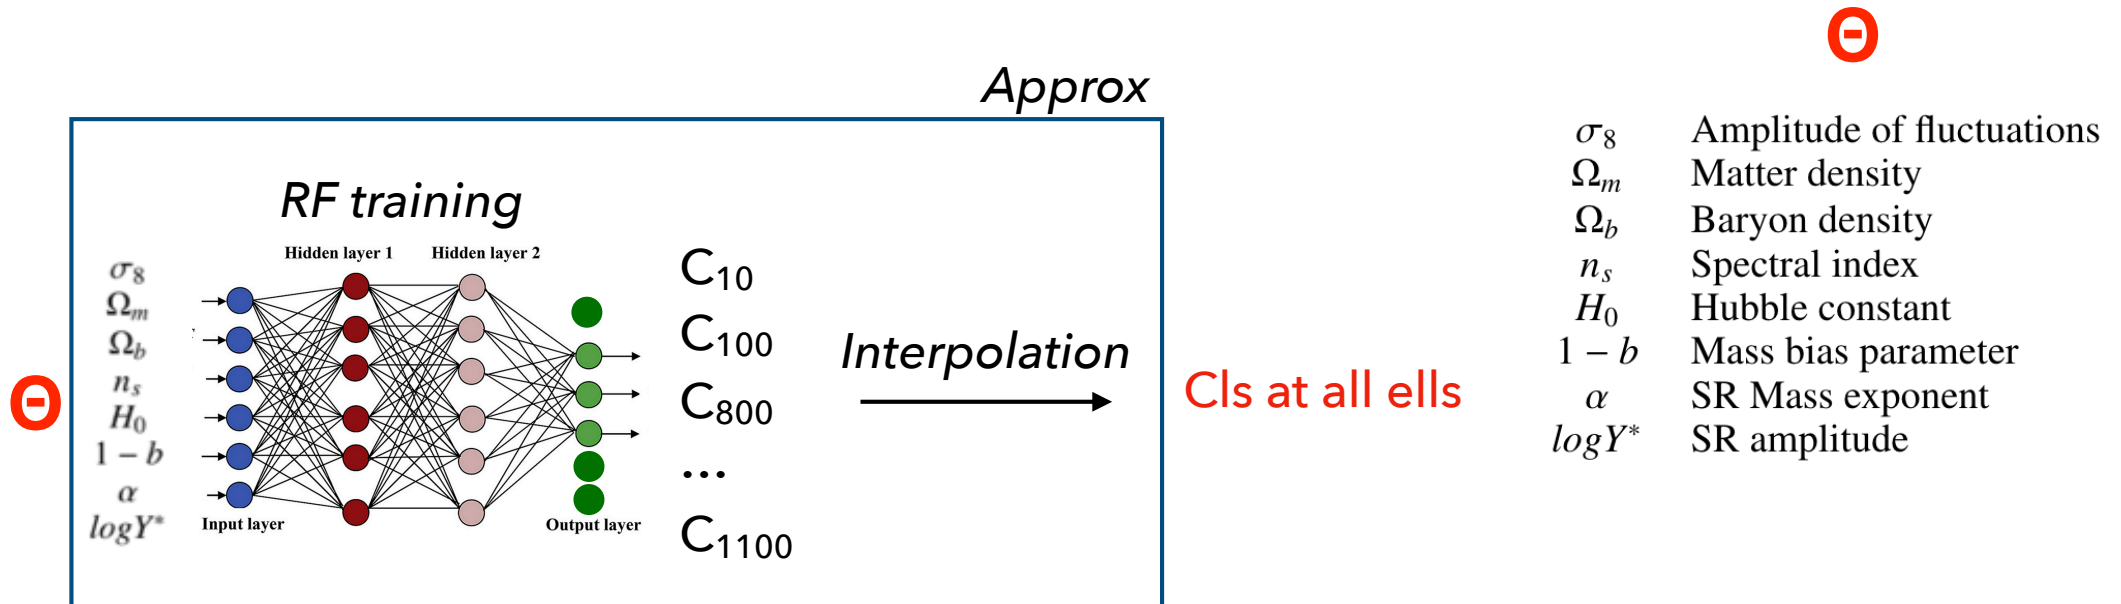 Θ
Approx
RF training
Hidden layer 1 Hidden layer 2
σ8
Ωm
Ωb
ns
H0
1 − b
α
logY*
Θ
Input layer
Output layer
C10
C100
C800
...
C1100
Interpolation
Cls at all ells
σ8 Amplitude of fluctuations
Ωm Matter density
Ωb Baryon density
ns Spectral index
H0 Hubble constant
1 − b Mass bias parameter
α SR Mass exponent
logY* SR amplitude